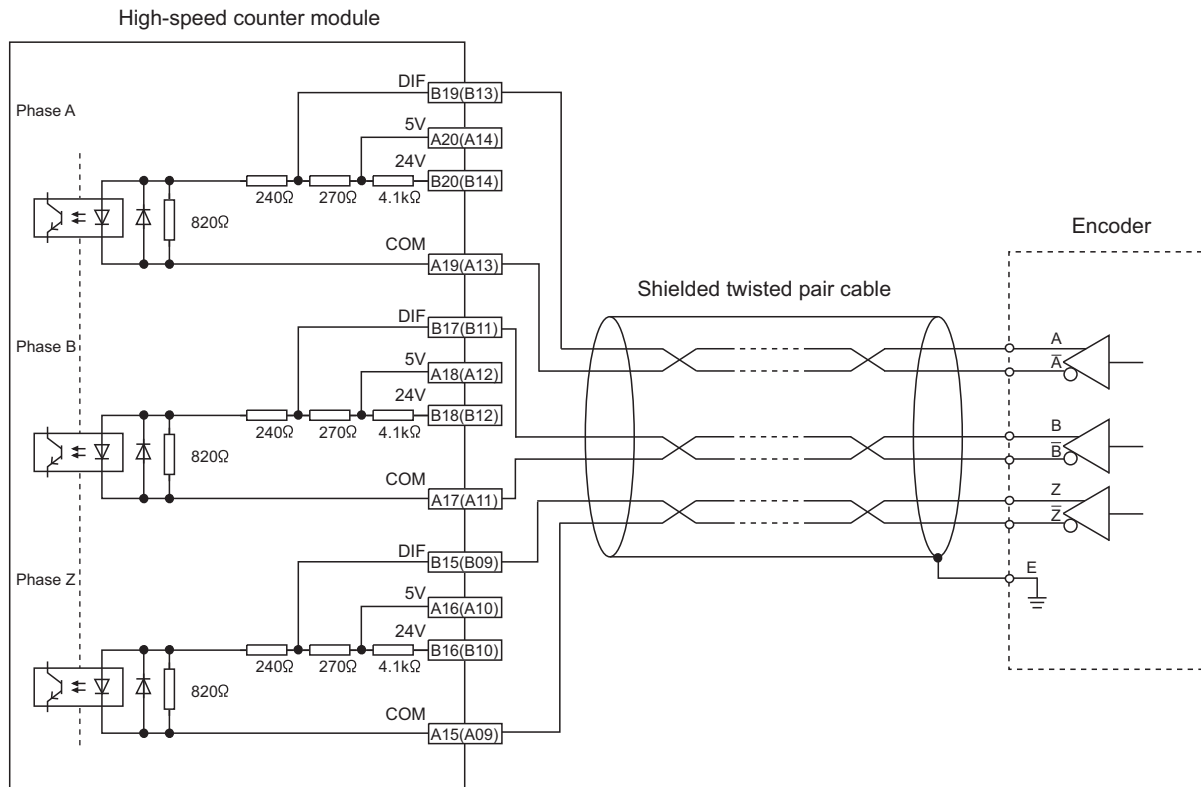 High-speed counter module
Phase A
DIF
B19(B13)
5V
A20(A14)
24V
B20(B14)
240Ω
270Ω
4.1kΩ
820Ω
COM
A19(A13)
Phase B
DIF
B17(B11)
5V
A18(A12)
24V
B18(B12)
240Ω
270Ω
4.1kΩ
820Ω
COM
A17(A11)
Phase Z
DIF
B15(B09)
5V
A16(A10)
24V
B16(B10)
240Ω
270Ω
4.1kΩ
820Ω
COM
A15(A09)
Shielded twisted pair cable
Encoder
A
A̅
B
B̅
Z
Z̅
E